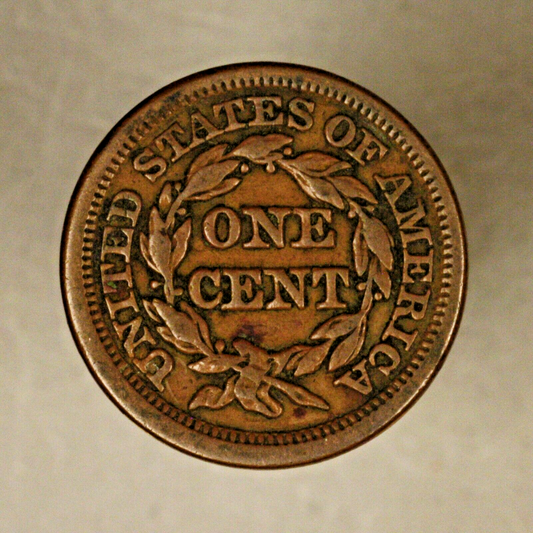 UNITED STATES OF AMERICA
ONE
CENT